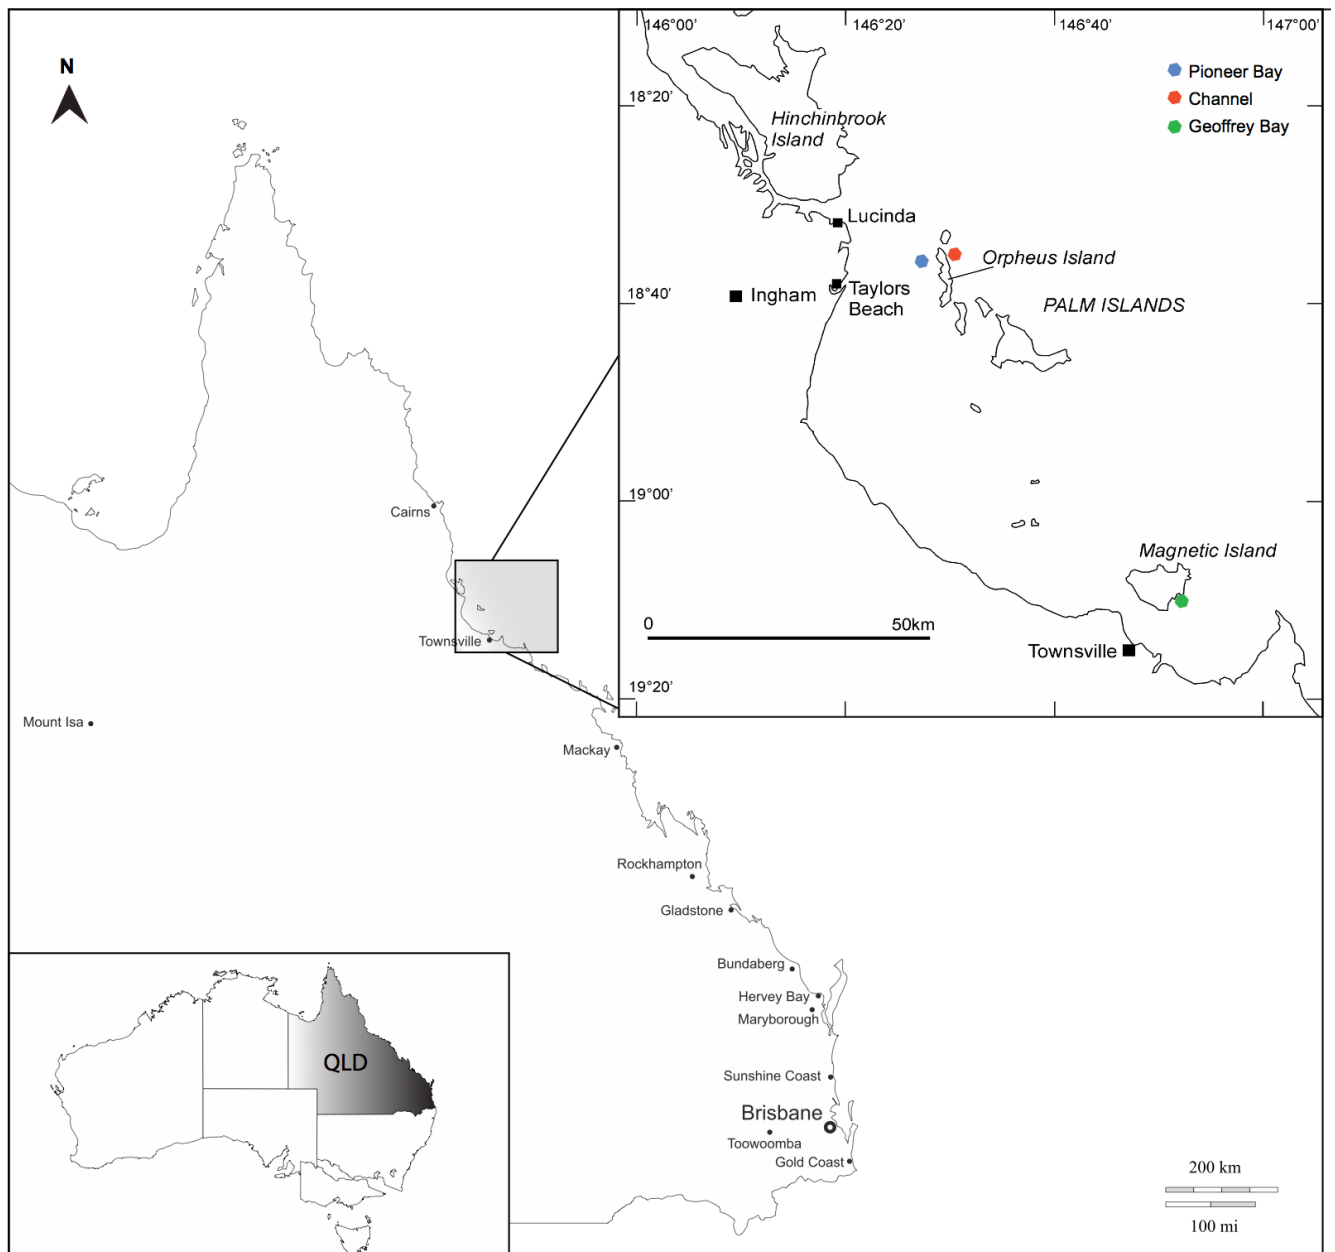 N
146°00'
146°20'
146°40'
147°00'
Pioneer Bay
Channel
Geoffrey Bay
18°20'
Hinchinbrook
Island
Lucinda
Orpheus Island
Ingham
Taylors
Beach
18°40'
PALM ISLANDS
19°00'
Magnetic Island
0
50km
Townsville
19°20'
Cairns
Townsville
Mount Isa
Mackay
Rockhampton
Gladstone
Bundaberg
Hervey Bay
Maryborough
Sunshine Coast
Brisbane
Toowoomba
Gold Coast
QLD
200 km
100 mi